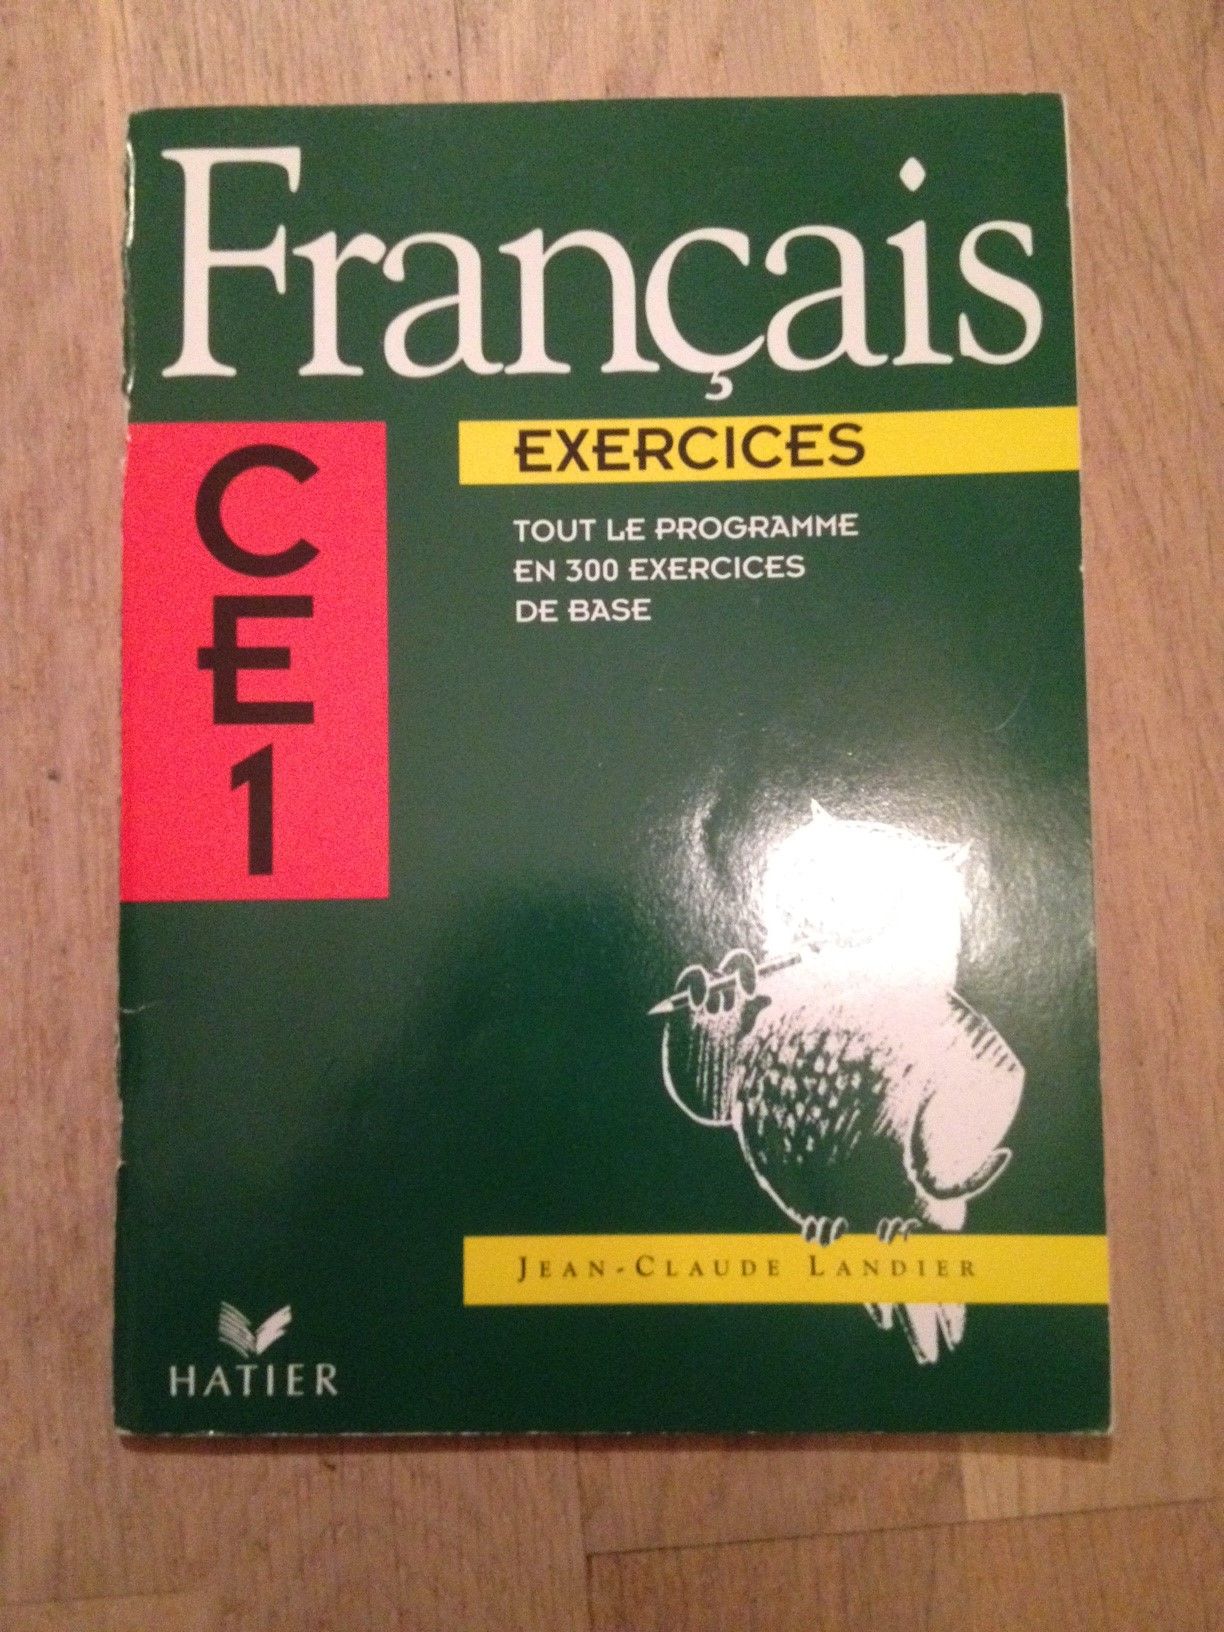 Français
CE1
EXERCICES
TOUT LE PROGRAMME
EN 300 EXERCICES
DE BASE
JEAN-CLAUDE LANDIER
HATIER